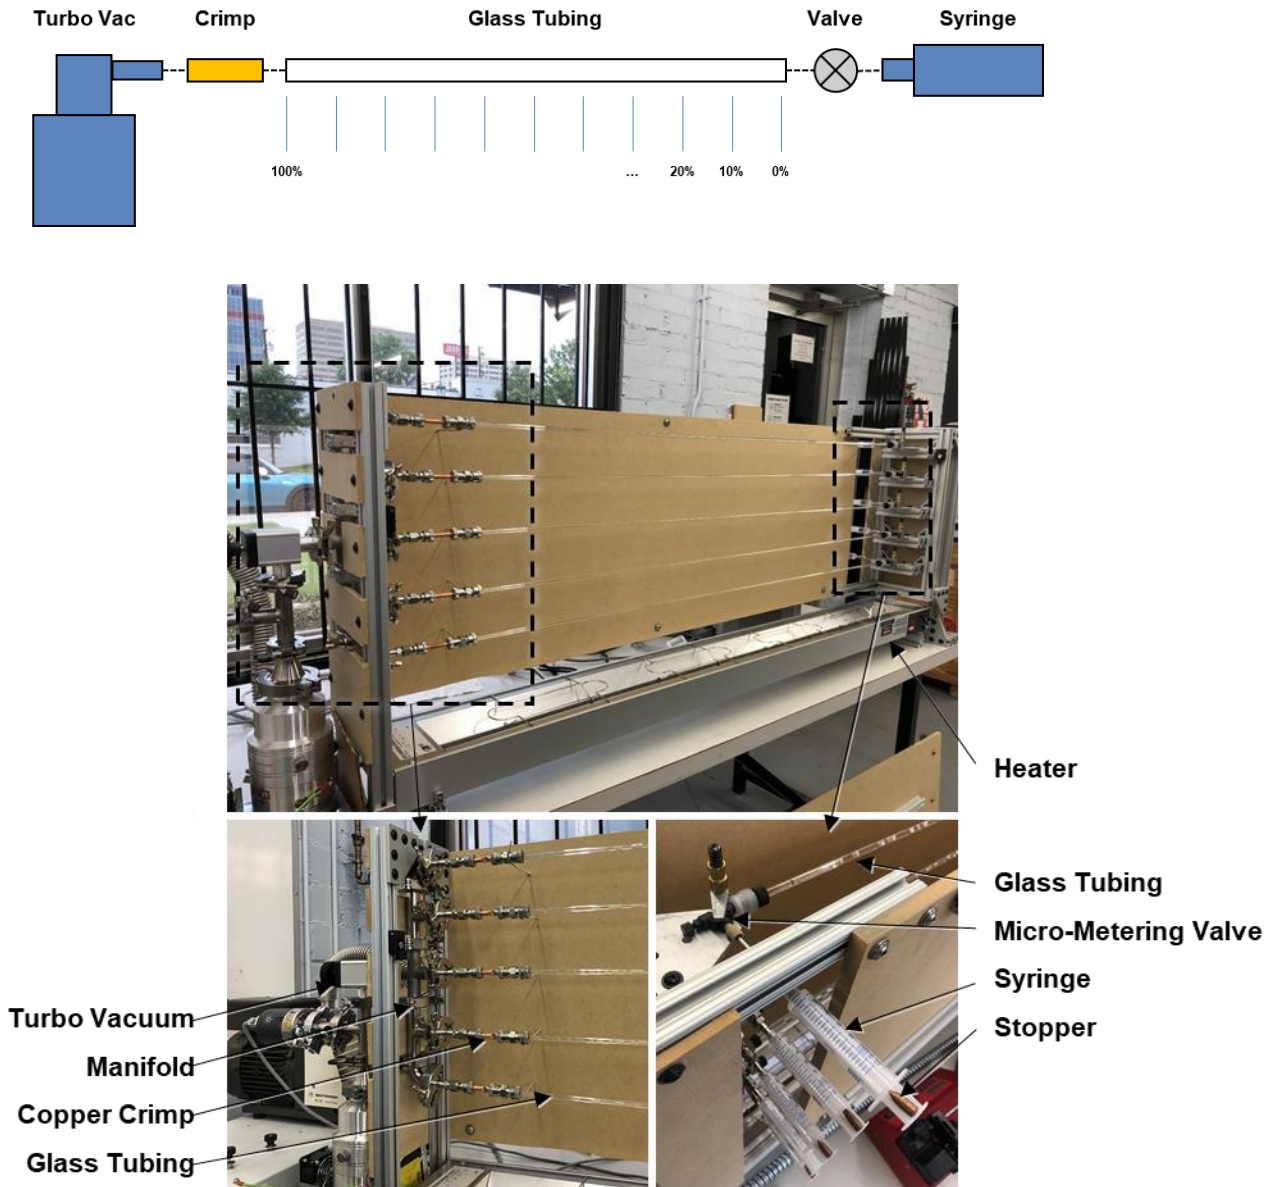 Turbo Vac Crimp Glass Tubing Valve Syringe
100% ... 20% 10% 0%
Heater
Glass Tubing
Micro-Metering Valve
Syringe
Stopper
Turbo Vacuum
Manifold
Copper Crimp
Glass Tubing